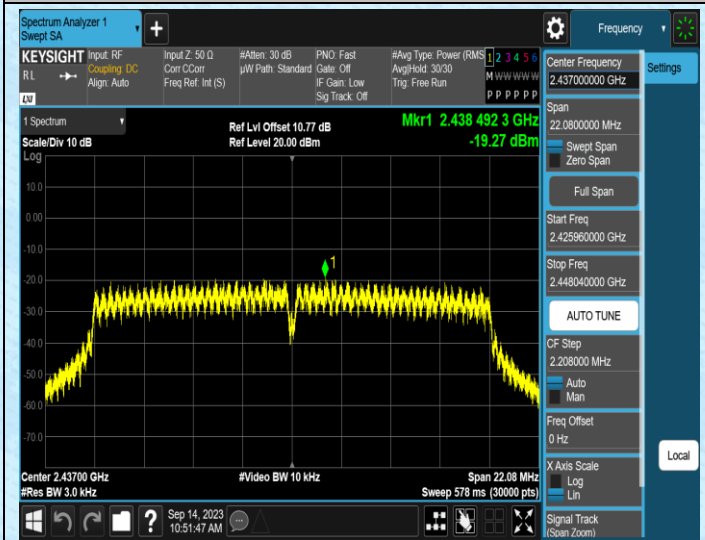 Spectrum Analyzer 1
Swept SA
+
Frequency
KEYSIGHT
RL
LXI
Input: RF
Coupling: DC
Align: Auto
Input Z: 50 Ω
Corr CCorr
Freq Ref: Int (S)
#Atten: 30 dB
µW Path: Standard
PNO: Fast
Gate: Off
IF Gain: Low
Sig Track: Off
#Avg Type: Power (RMS
Avg|Hold: 30/30
Trig: Free Run
1 2 3 4 5 6
M W W W W W
P P P P P P
1 Spectrum
Scale/Div 10 dB
Ref Lvl Offset 10.77 dB
Ref Level 20.00 dBm
Mkr1 2.438 492 3 GHz
-19.27 dBm
Log
10.0
0.00
-10.0
-20.0
-30.0
-40.0
-50.0
-60.0
-70.0
1
Center 2.43700 GHz
#Res BW 3.0 kHz
#Video BW 10 kHz
Span 22.08 MHz
Sweep 578 ms (30000 pts)
?
Sep 14, 2023
10:51:47 AM
Center Frequency
2.437000000 GHz
Settings
Span
22.0800000 MHz
Swept Span
Zero Span
Full Span
Start Freq
2.425960000 GHz
Stop Freq
2.448040000 GHz
AUTO TUNE
CF Step
2.208000 MHz
Auto
Man
Freq Offset
0 Hz
X Axis Scale
Log
Lin
Local
Signal Track
(Span Zoom)